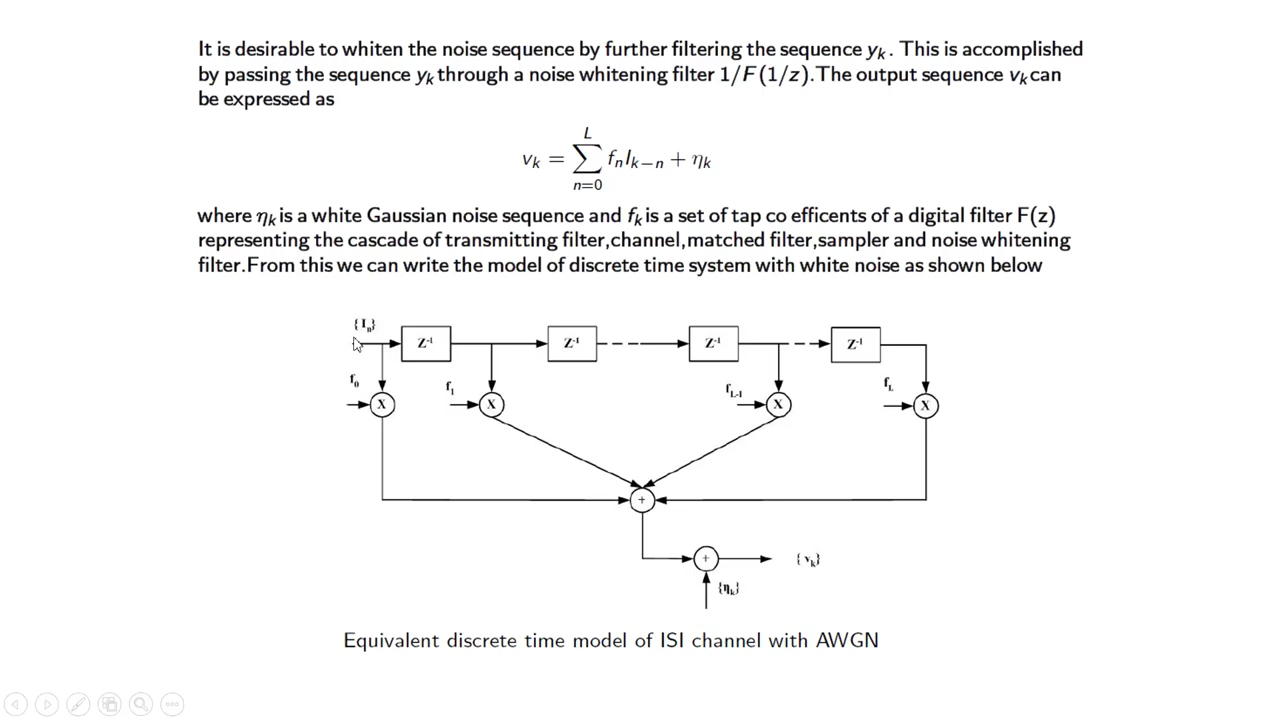 It is desirable to whiten the noise sequence by further filtering the sequence yk . This is accomplished
by passing the sequence yk through a noise whitening filter 1/F(1/z).The output sequence vk can
be expressed as
L
vk = ∑ fnIk−n + ηk
n=0
where ηk is a white Gaussian noise sequence and fk is a set of tap co efficents of a digital filter F(z)
representing the cascade of transmitting filter,channel,matched filter,sampler and noise whitening
filter.From this we can write the model of discrete time system with white noise as shown below
{In}
Z-1 Z-1 Z-1 Z-1
f0 f1 fL-1 fL
X X X X
+
+ {vk}
{ηk}
Equivalent discrete time model of ISI channel with AWGN